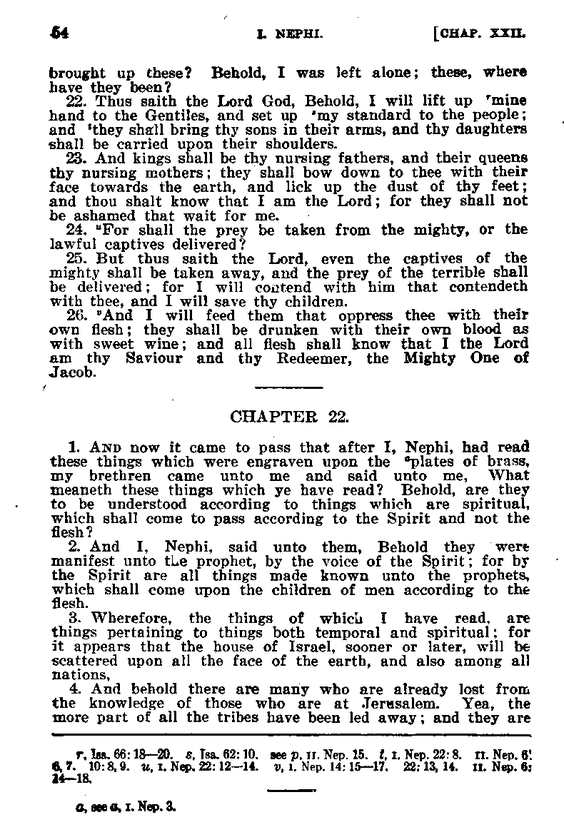 54 I. NEPHI. [CHAP. XXII.
brought up these? Behold, I was left alone; these, where
have they been?
22. Thus saith the Lord God, Behold, I will lift up ʳmine
hand to the Gentiles, and set up ˢmy standard to the people;
and ᵗthey shall bring thy sons in their arms, and thy daughters
shall be carried upon their shoulders.
23. And kings shall be thy nursing fathers, and their queens
thy nursing mothers; they shall bow down to thee with their
face towards the earth, and lick up the dust of thy feet;
and thou shalt know that I am the Lord; for they shall not
be ashamed that wait for me.
24. ᵘFor shall the prey be taken from the mighty, or the
lawful captives delivered?
25. But thus saith the Lord, even the captives of the
mighty shall be taken away, and the prey of the terrible shall
be delivered; for I will contend with him that contendeth
with thee, and I will save thy children.
26. ᵛAnd I will feed them that oppress thee with their
own flesh; they shall be drunken with their own blood as
with sweet wine; and all flesh shall know that I the Lord
am thy Saviour and thy Redeemer, the Mighty One of
Jacob.
CHAPTER 22.
1. AND now it came to pass that after I, Nephi, had read
these things which were engraven upon the ᵃplates of brass,
my brethren came unto me and said unto me, What
meaneth these things which ye have read? Behold, are they
to be understood according to things which are spiritual,
which shall come to pass according to the Spirit and not the
flesh?
2. And I, Nephi, said unto them, Behold they were
manifest unto the prophet, by the voice of the Spirit; for by
the Spirit are all things made known unto the prophets,
which shall come upon the children of men according to the
flesh.
3. Wherefore, the things of which I have read, are
things pertaining to things both temporal and spiritual; for
it appears that the house of Israel, sooner or later, will be
scattered upon all the face of the earth, and also among all
nations,
4. And behold there are many who are already lost from
the knowledge of those who are at Jerusalem. Yea, the
more part of all the tribes have been led away; and they are
r, Isa. 66:18—20. s, Isa. 62:10. see p, II. Nep. 15. t, I. Nep. 22:8. II. Nep. 6:
6, 7. 10:8, 9. u, I. Nep. 22:12—14. v, I. Nep. 14:15—17. 22:13, 14. II. Nep. 6:
14—18.
a, see a, I. Nep. 3.